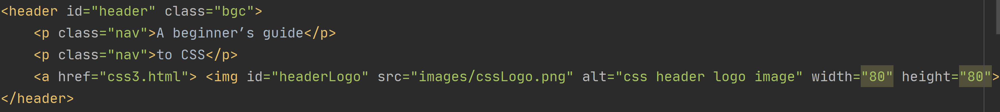 <header id="header" class="bgc">
    <p class="nav">A beginner’s guide</p>
    <p class="nav">to CSS</p>
    <a href="css3.html"> <img id="headerLogo" src="images/cssLogo.png" alt="css header logo image" width="80" height="80">
</header>